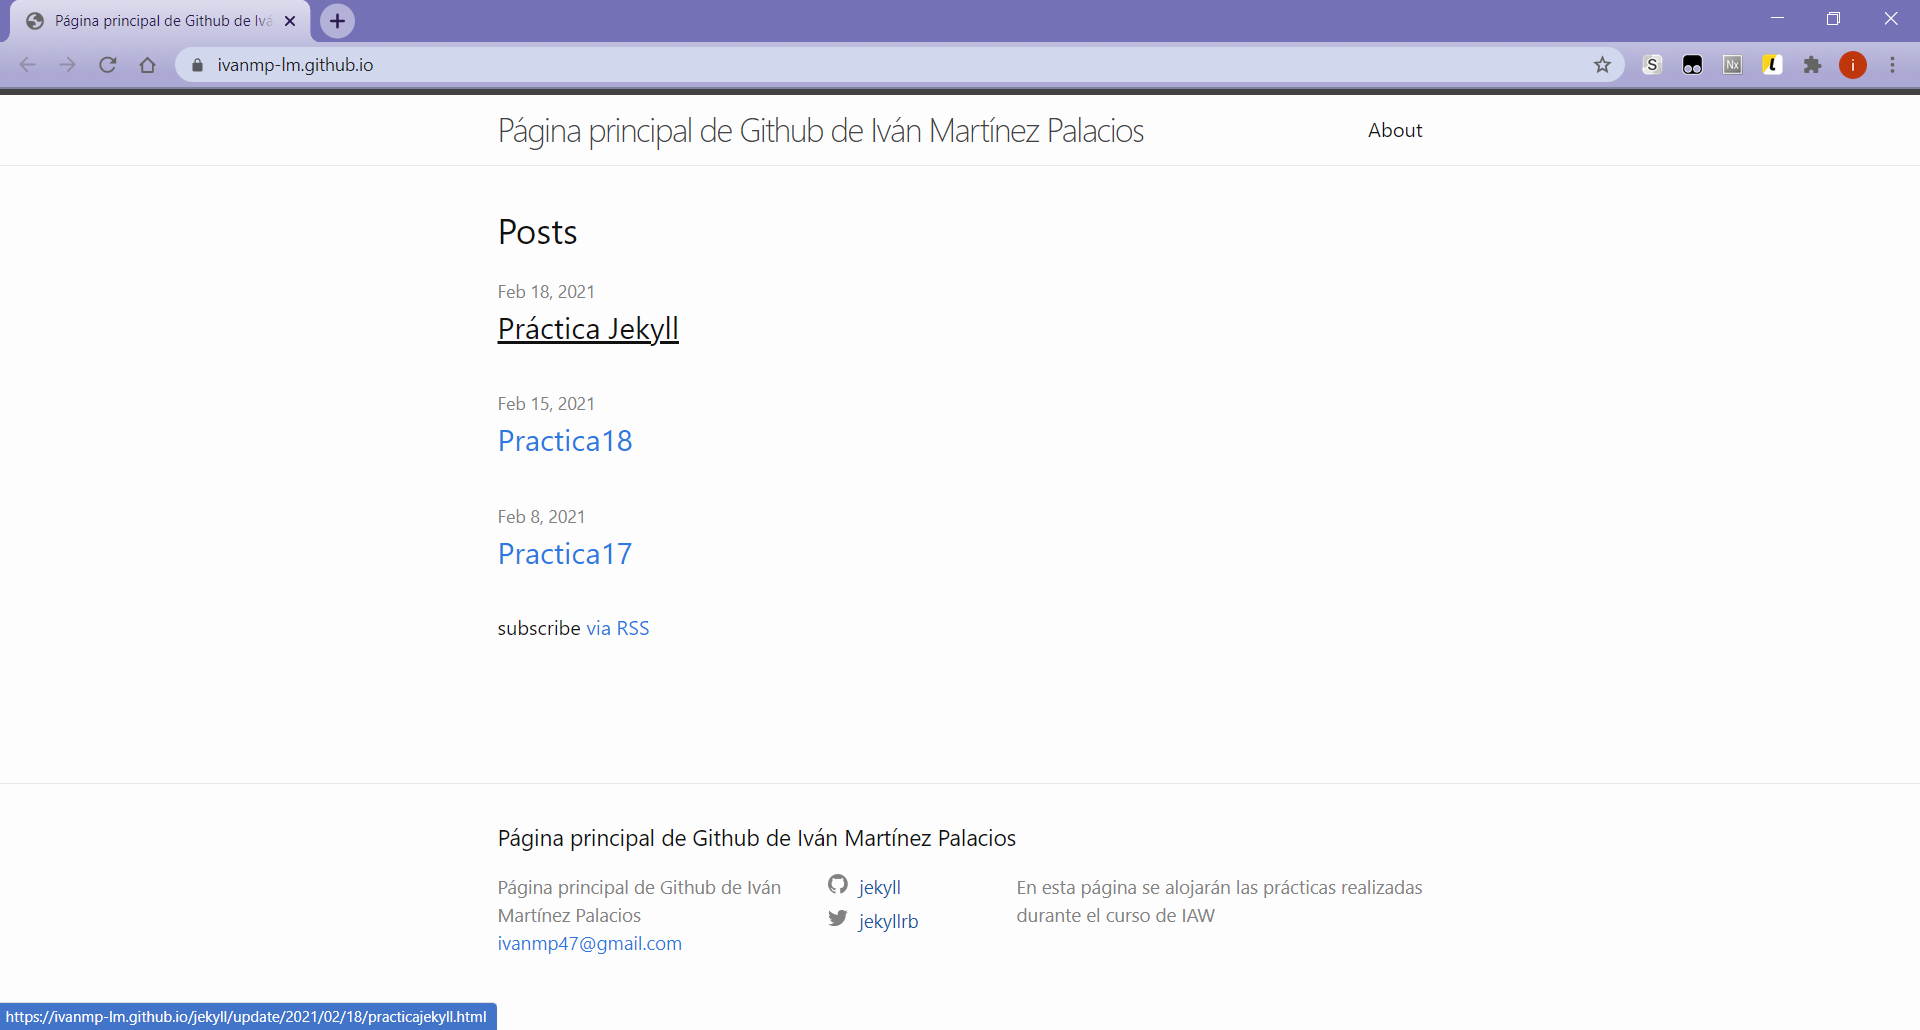 Página principal de Github de Ivá
ivanmp-lm.github.io
S
Nx
i
Página principal de Github de Iván Martínez Palacios
About
Posts
Feb 18, 2021
Práctica Jekyll
Feb 15, 2021
Practica18
Feb 8, 2021
Practica17
subscribe via RSS
Página principal de Github de Iván Martínez Palacios
Página principal de Github de Iván
Martínez Palacios
ivanmp47@gmail.com
jekyll
jekyllrb
En esta página se alojarán las prácticas realizadas
durante el curso de IAW
https://ivanmp-lm.github.io/jekyll/update/2021/02/18/practicajekyll.html